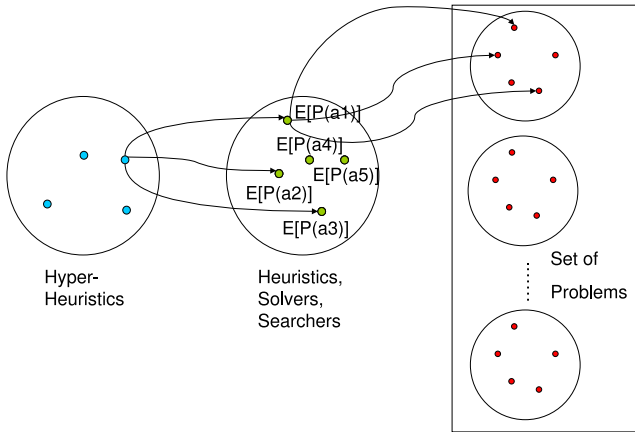 E[P(a1)]
E[P(a4)]
E[P(a5)]
E[P(a2)]
E[P(a3)]
Hyper-
Heuristics
Heuristics,
Solvers,
Searchers
Set of
Problems